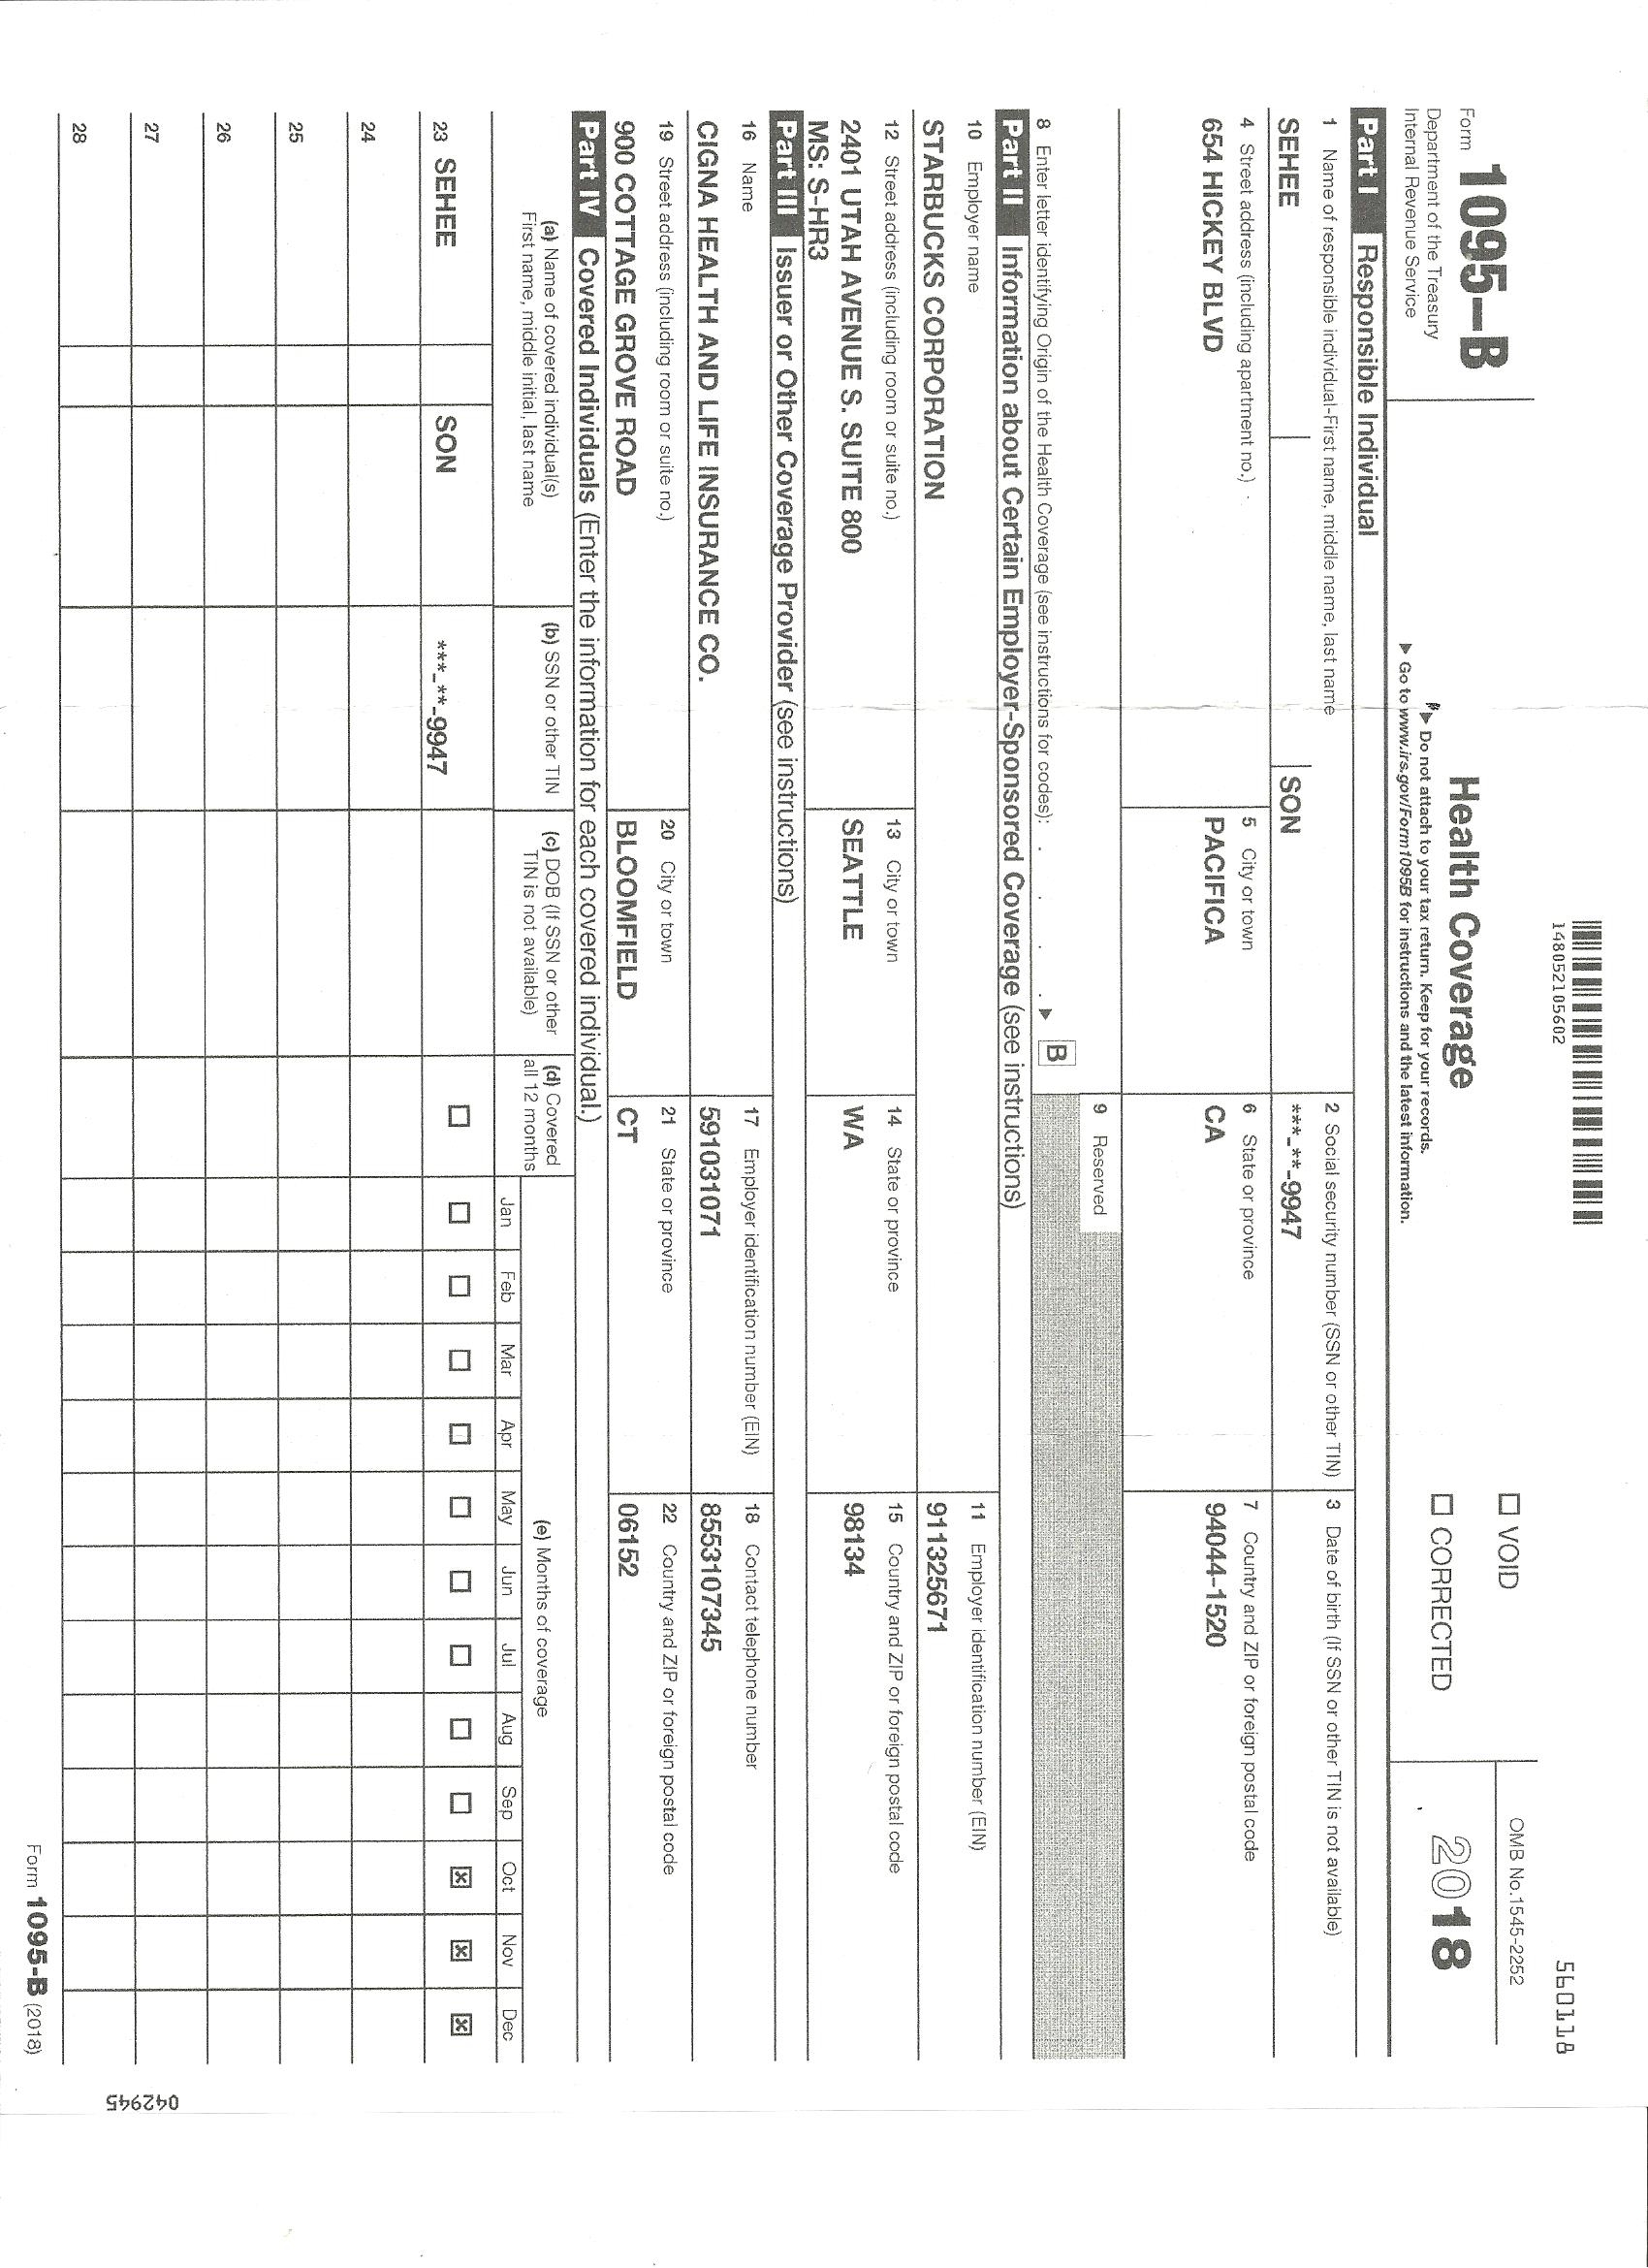 560118
148052105602
Form 1095-B
Department of the Treasury
Internal Revenue Service
Health Coverage
▶ Do not attach to your tax return. Keep for your records.
▶ Go to www.irs.gov/Form1095B for instructions and the latest information.
VOID
CORRECTED
OMB No.1545-2252
2018
Part I Responsible Individual
1 Name of responsible individual-First name, middle name, last name
SEHEE SON
2 Social security number (SSN or other TIN)
***-**-9947
3 Date of birth (If SSN or other TIN is not available)
4 Street address (including apartment no.)
654 HICKEY BLVD
5 City or town
PACIFICA
6 State or province
CA
7 Country and ZIP or foreign postal code
94044-1520
8 Enter letter identifying Origin of the Health Coverage (see instructions for codes): . . . . ▶ B
9 Reserved
Part II Information about Certain Employer-Sponsored Coverage (see instructions)
10 Employer name
STARBUCKS CORPORATION
11 Employer identification number (EIN)
911325671
12 Street address (including room or suite no.)
2401 UTAH AVENUE S. SUITE 800
MS: S-HR3
13 City or town
SEATTLE
14 State or province
WA
15 Country and ZIP or foreign postal code
98134
Part III Issuer or Other Coverage Provider (see instructions)
16 Name
CIGNA HEALTH AND LIFE INSURANCE CO.
17 Employer identification number (EIN)
591031071
18 Contact telephone number
8553107345
19 Street address (including room or suite no.)
900 COTTAGE GROVE ROAD
20 City or town
BLOOMFIELD
21 State or province
CT
22 Country and ZIP or foreign postal code
06152
Part IV Covered Individuals (Enter the information for each covered individual.)
(a) Name of covered individual(s)
First name, middle initial, last name
(b) SSN or other TIN
(c) DOB (If SSN or other
TIN is not available)
(d) Covered
all 12 months
(e) Months of coverage
Jan Feb Mar Apr May Jun Jul Aug Sep Oct Nov Dec
23 SEHEE SON ***-**-9947 ☐ ☐ ☐ ☐ ☐ ☐ ☐ ☐ ☐ ☐ ☒ ☒ ☒
24
25
26
27
28
Form 1095-B (2018)
042945